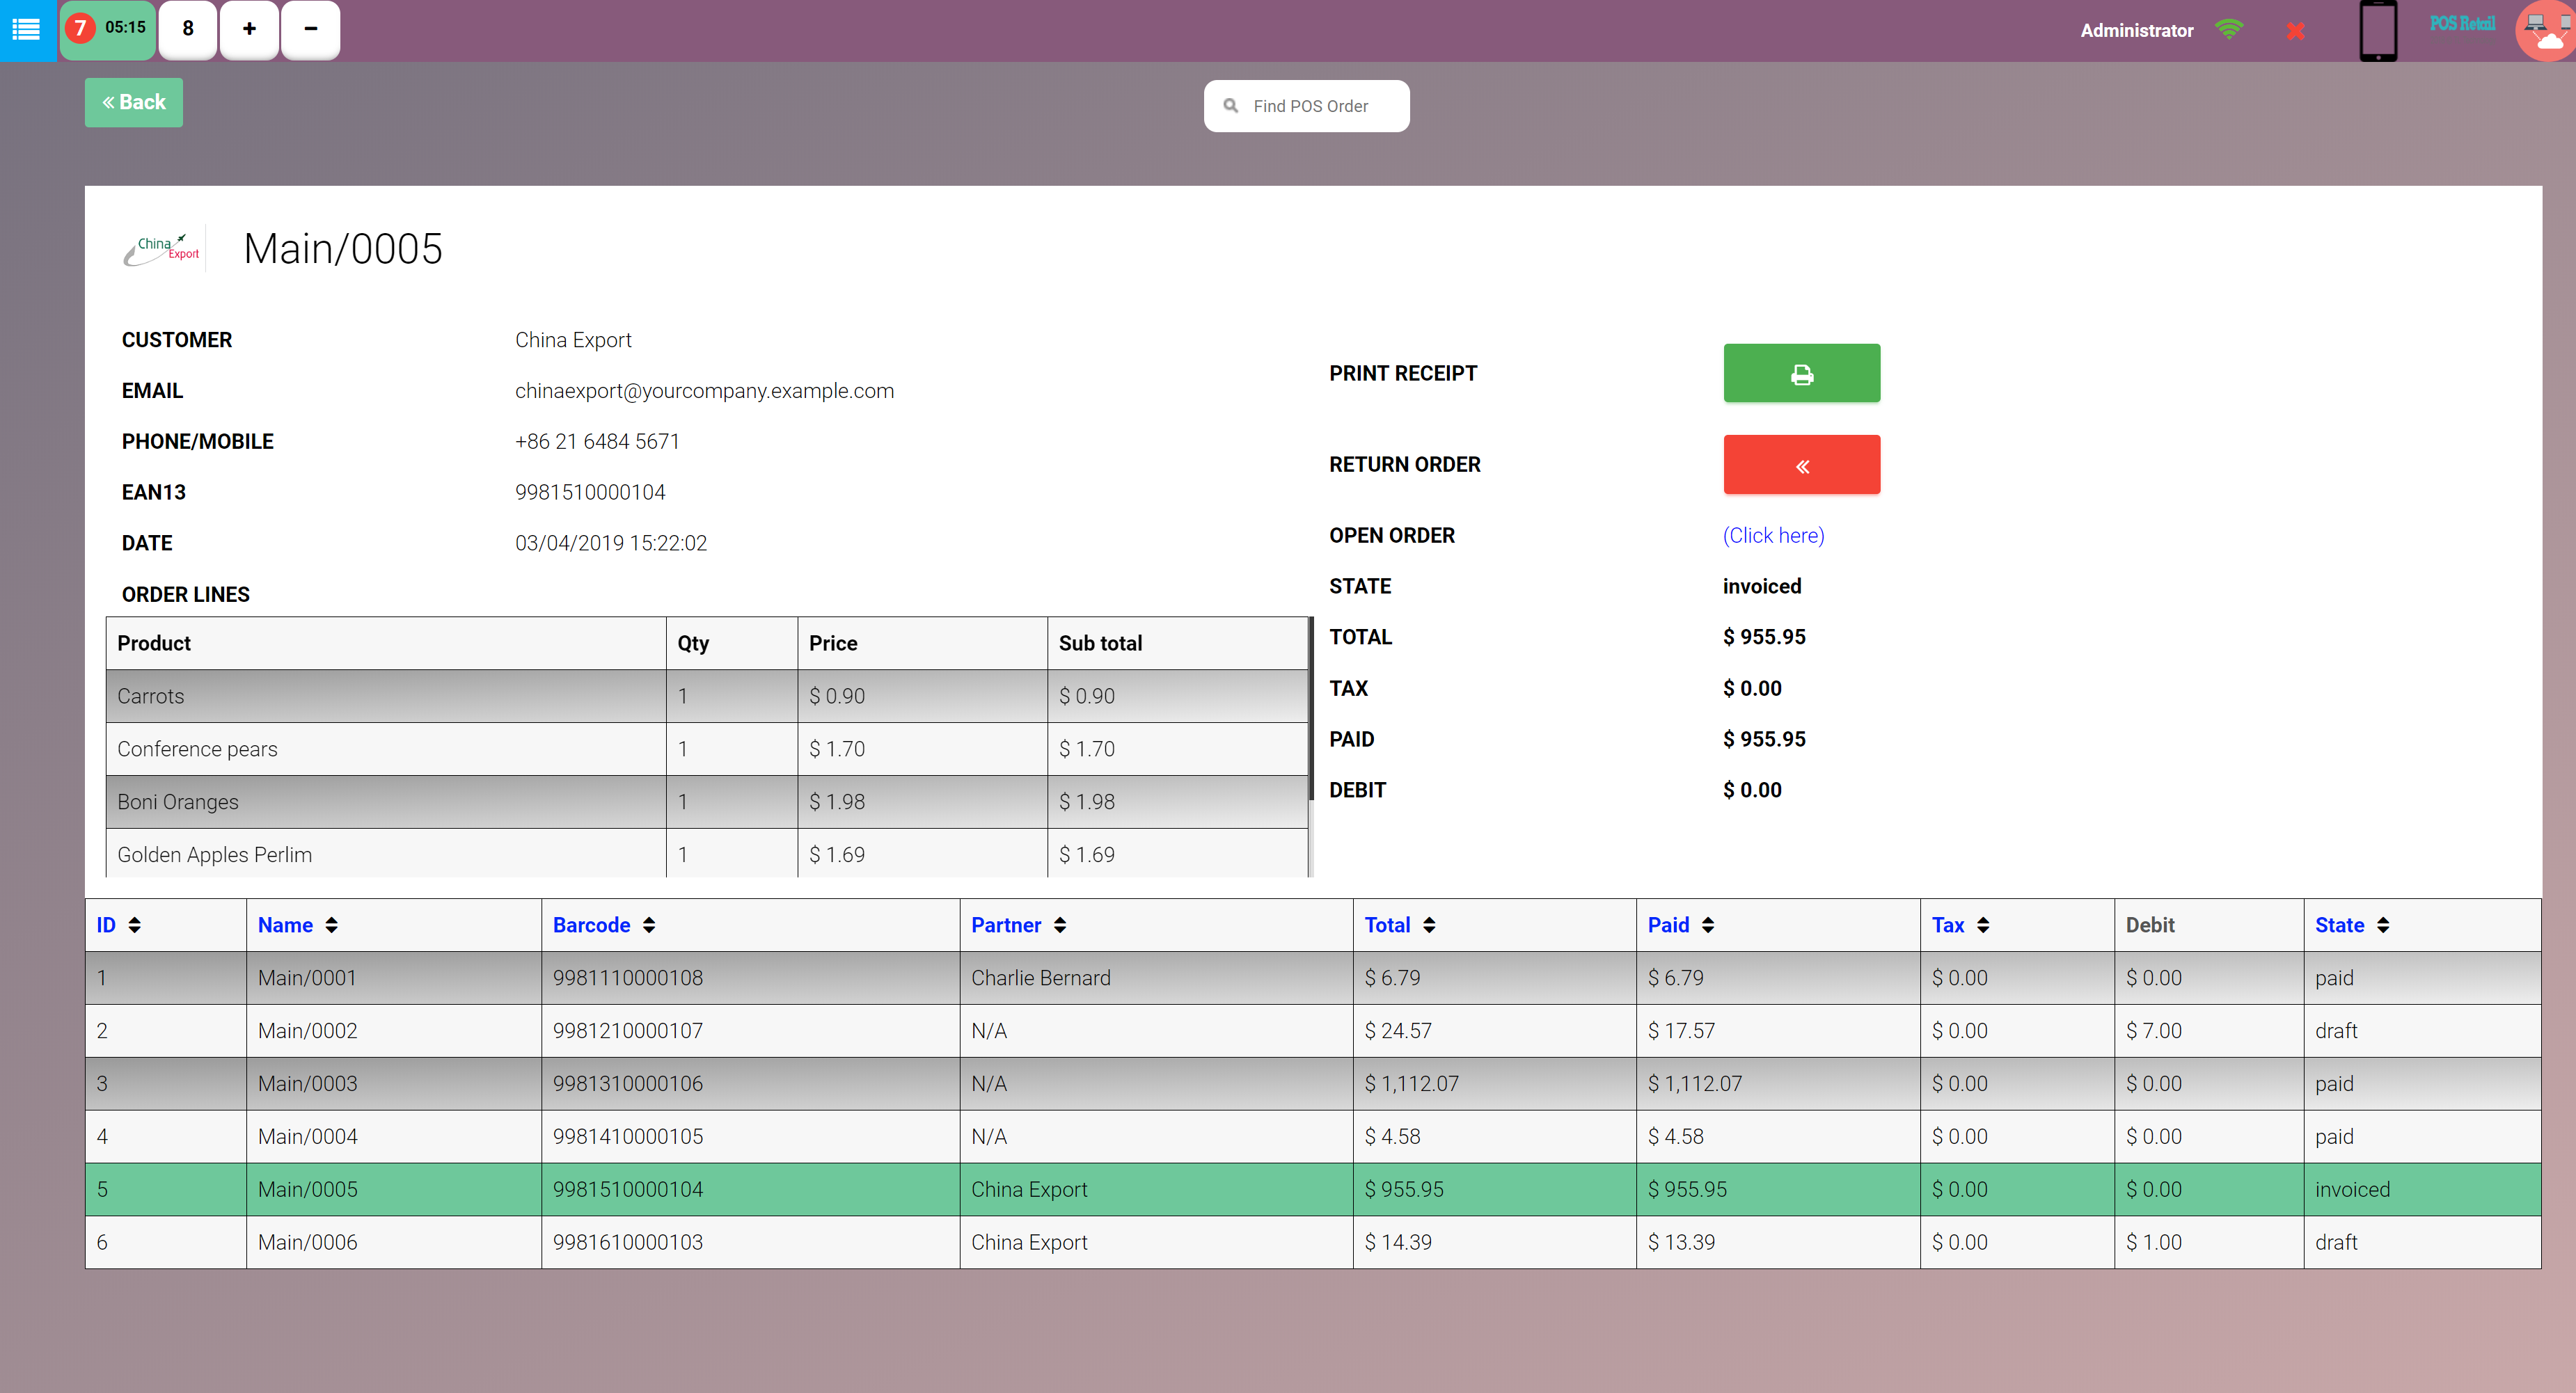 7 05:15 8 + − Administrator POS Retail
« Back
Find POS Order
China Export
Main/0005
CUSTOMER China Export
EMAIL chinaexport@yourcompany.example.com
PHONE/MOBILE +86 21 6484 5671
EAN13 9981510000104
DATE 03/04/2019 15:22:02
ORDER LINES
Product Qty Price Sub total
Carrots 1 $ 0.90 $ 0.90
Conference pears 1 $ 1.70 $ 1.70
Boni Oranges 1 $ 1.98 $ 1.98
Golden Apples Perlim 1 $ 1.69 $ 1.69
PRINT RECEIPT
RETURN ORDER «
OPEN ORDER (Click here)
STATE invoiced
TOTAL $ 955.95
TAX $ 0.00
PAID $ 955.95
DEBIT $ 0.00
ID Name Barcode Partner Total Paid Tax Debit State
1 Main/0001 9981110000108 Charlie Bernard $ 6.79 $ 6.79 $ 0.00 $ 0.00 paid
2 Main/0002 9981210000107 N/A $ 24.57 $ 17.57 $ 0.00 $ 7.00 draft
3 Main/0003 9981310000106 N/A $ 1,112.07 $ 1,112.07 $ 0.00 $ 0.00 paid
4 Main/0004 9981410000105 N/A $ 4.58 $ 4.58 $ 0.00 $ 0.00 paid
5 Main/0005 9981510000104 China Export $ 955.95 $ 955.95 $ 0.00 $ 0.00 invoiced
6 Main/0006 9981610000103 China Export $ 14.39 $ 13.39 $ 0.00 $ 1.00 draft